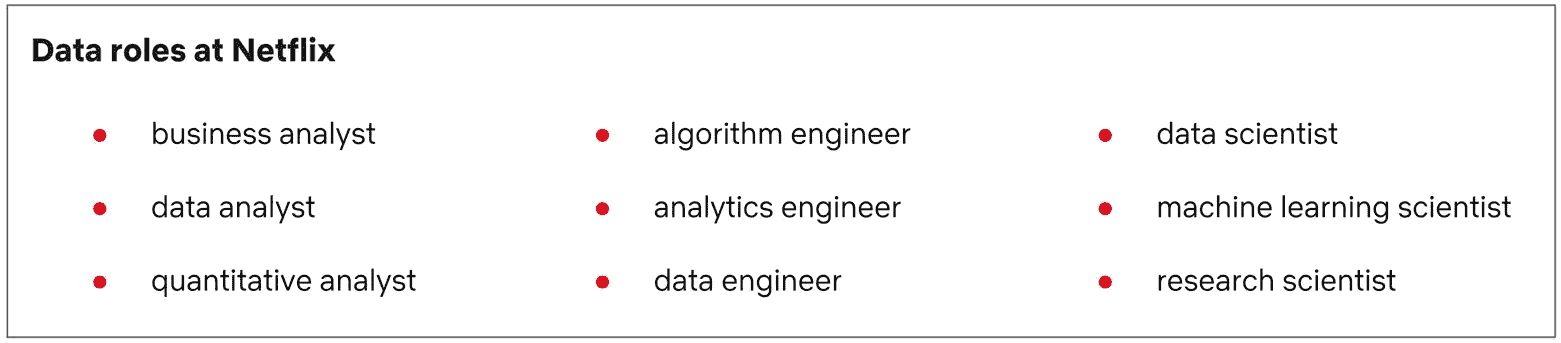 Data roles at Netflix
business analyst
data analyst
quantitative analyst
algorithm engineer
analytics engineer
data engineer
data scientist
machine learning scientist
research scientist